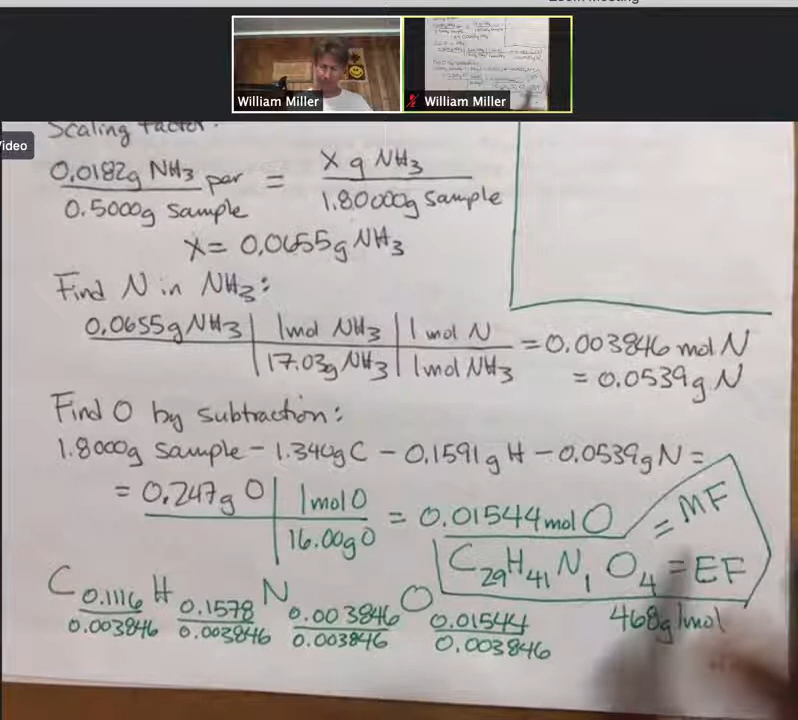 Zoom Meeting
William Miller
William Miller
Video
Scaling factor:
0.0182g NH3 per = x g NH3
0.5000g sample 1.80000g sample
x = 0.0655g NH3
Find N in NH3:
0.0655g NH3 | 1mol NH3 | 1 mol N = 0.003846 mol N
17.03g NH3 | 1mol NH3 = 0.0539g N
Find O by subtraction:
1.8000g sample - 1.340g C - 0.1591g H - 0.0539g N =
= 0.247g O | 1mol O = 0.01544 mol O = MF
16.00g O
C29H41N1O4 = EF
468g/mol
C 0.1116 H 0.1578 N 0.003846 O 0.01544
0.003846 0.003846 0.003846 0.003846